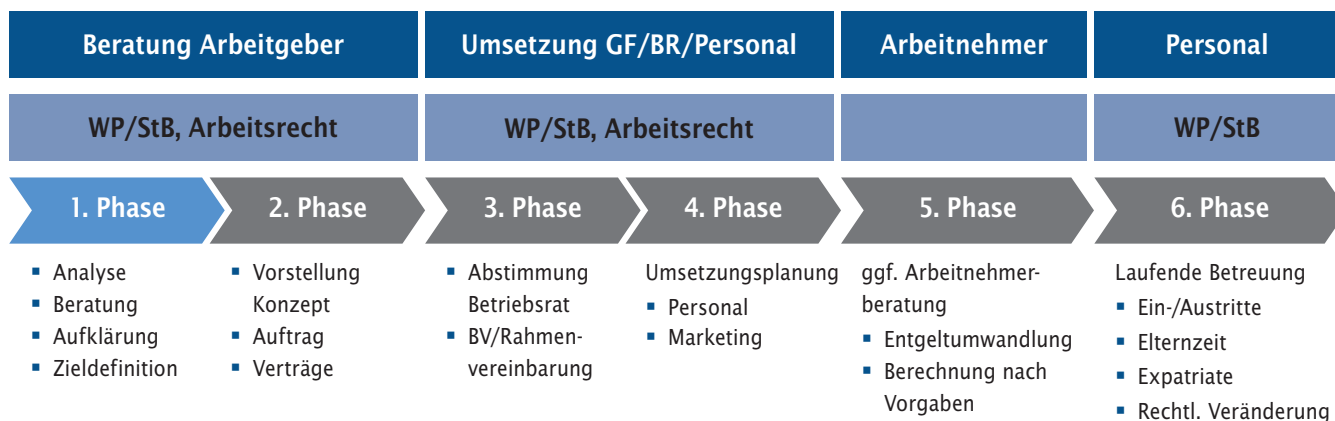 Beratung Arbeitgeber
Umsetzung GF/BR/Personal
Arbeitnehmer
Personal
WP/StB, Arbeitsrecht
WP/StB, Arbeitsrecht
WP/StB
1. Phase
2. Phase
3. Phase
4. Phase
5. Phase
6. Phase
▪ Analyse
▪ Beratung
▪ Aufklärung
▪ Zieldefinition
▪ Vorstellung
Konzept
▪ Auftrag
▪ Verträge
▪ Abstimmung
Betriebsrat
▪ BV/Rahmen-
vereinbarung
Umsetzungsplanung
▪ Personal
▪ Marketing
ggf. Arbeitnehmer-
beratung
▪ Entgeltumwandlung
▪ Berechnung nach
Vorgaben
Laufende Betreuung
▪ Ein-/Austritte
▪ Elternzeit
▪ Expatriate
▪ Rechtl. Veränderung